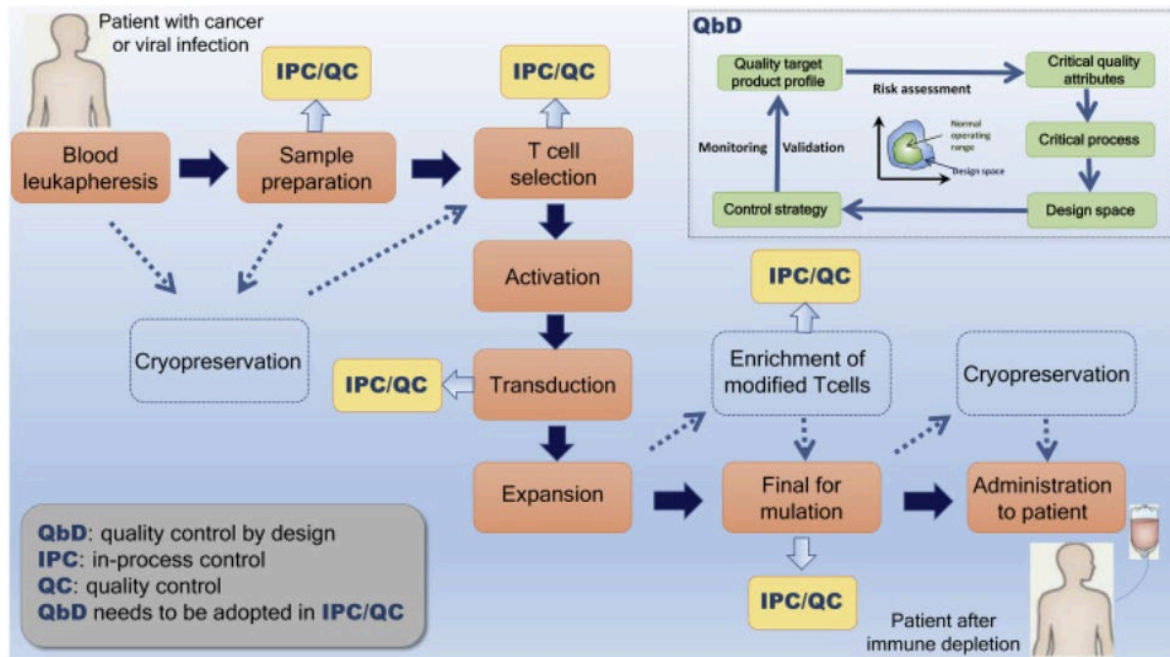 Patient with cancer
or viral infection
IPC/QC
IPC/QC
Blood
leukapheresis
Sample
preparation
T cell
selection
Activation
Cryopreservation
IPC/QC
Transduction
Expansion
IPC/QC
Enrichment of
modified Tcells
Cryopreservation
Final for
mulation
Administration
to patient
IPC/QC
Patient after
immune depletion
QbD
Quality target
product profile
Risk assessment
Critical quality
attributes
Normal
operating
range
Design space
Critical process
Monitoring
Validation
Control strategy
Design space
QbD: quality control by design
IPC: in-process control
QC: quality control
QbD needs to be adopted in IPC/QC